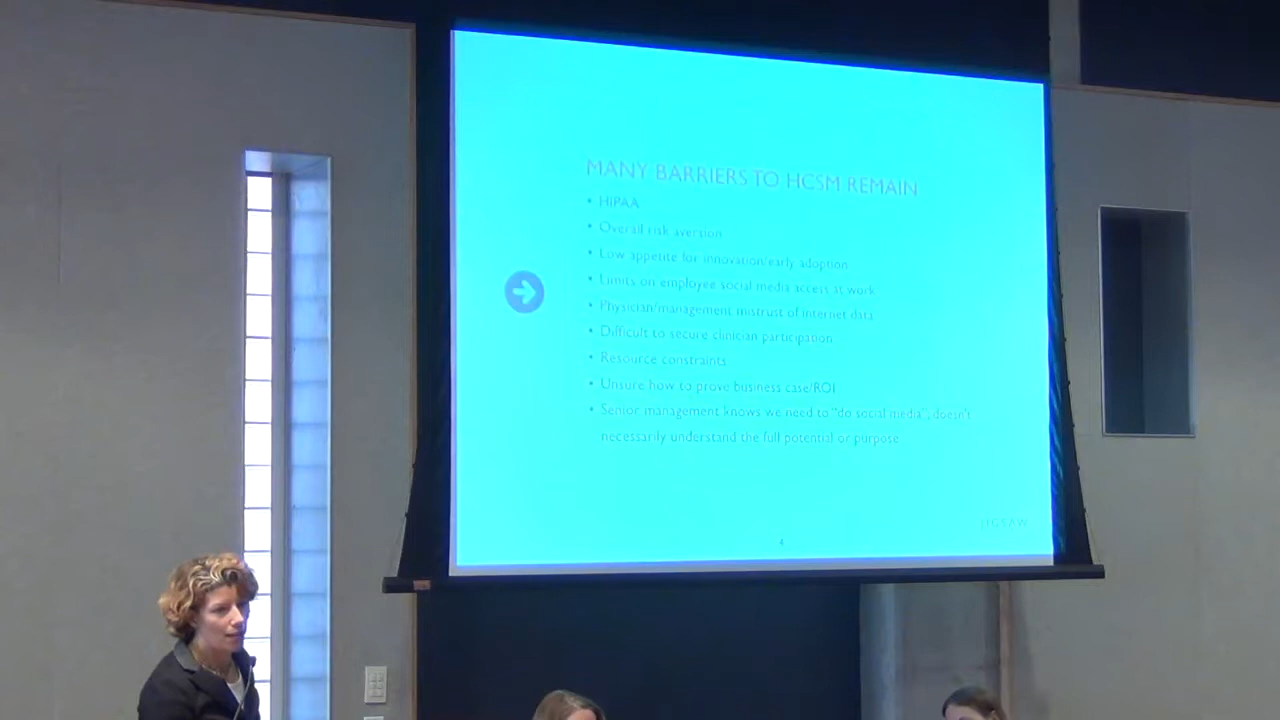 MANY BARRIERS TO HCSM REMAIN
• HIPAA
• Overall risk aversion
• Low appetite for innovation/early adoption
• Limits on employee social media access at work
• Physician/management mistrust of internet data
• Difficult to secure clinician participation
• Resource constraints
• Unsure how to prove business case/ROI
• Senior management knows we need to "do social media", doesn't
necessarily understand the full potential or purpose
JIGSAW
4